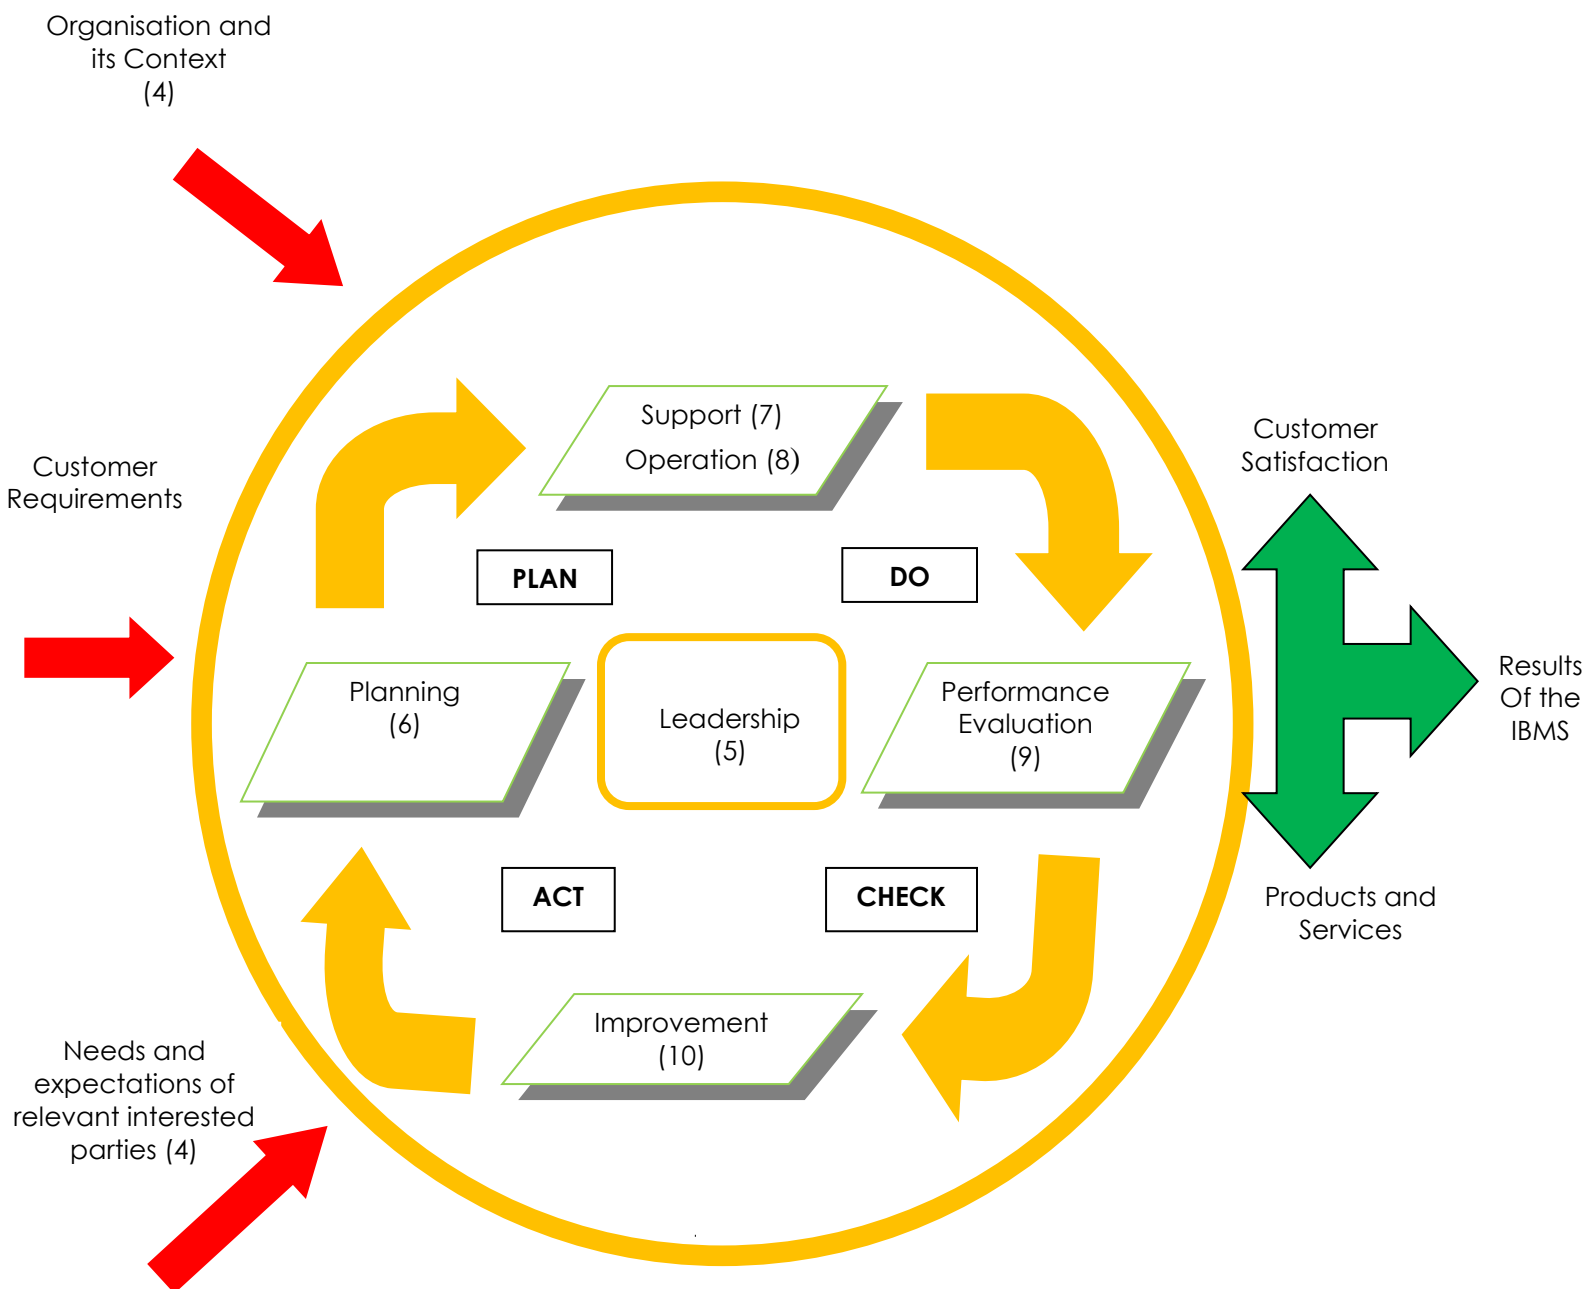 Organisation and
its Context
(4)
Customer
Requirements
Needs and
expectations of
relevant interested
parties (4)
Support (7)
Operation (8)
PLAN
DO
Planning
(6)
Leadership
(5)
Performance
Evaluation
(9)
ACT
CHECK
Improvement
(10)
Customer
Satisfaction
Results
Of the
IBMS
Products and
Services